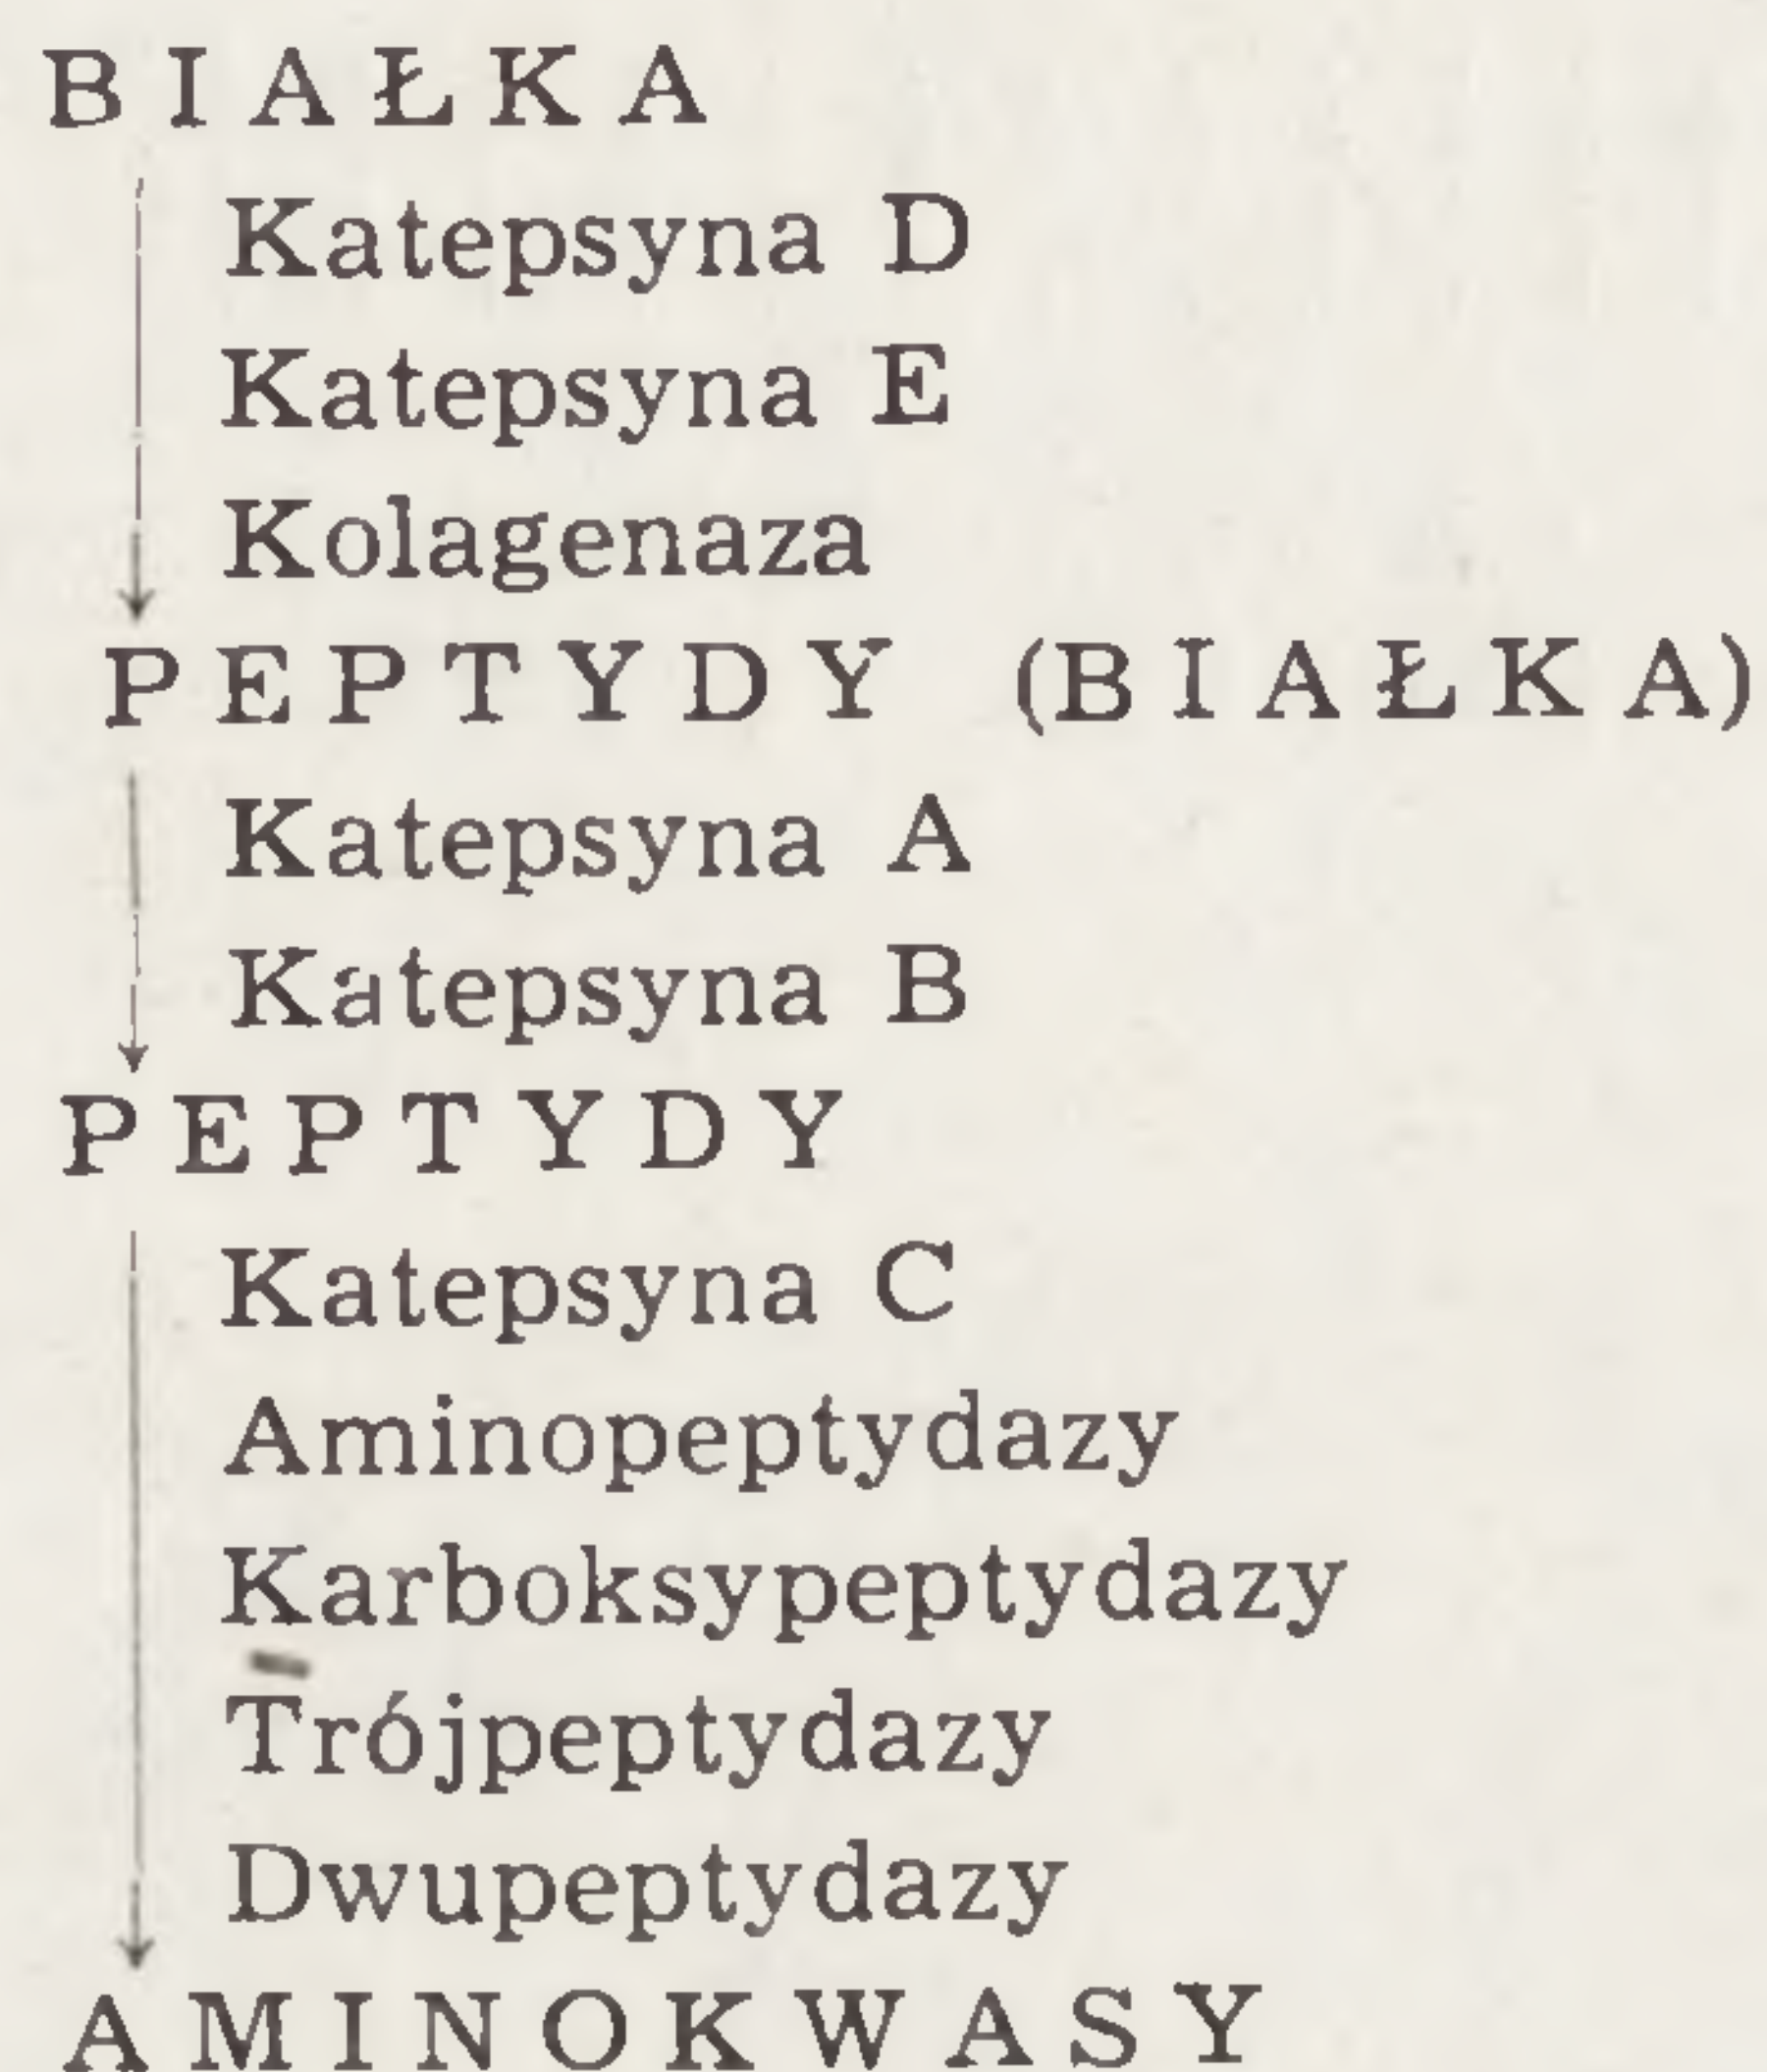 BIAŁKA
Katepsyna D
Katepsyna E
Kolagenaza
PEPTYDY (BIAŁKA)
Katepsyna A
Katepsyna B
PEPTYDY
Katepsyna C
Aminopeptydazy
Karboksypeptydazy
Trójpeptydazy
Dwupeptydazy
AMINOKWASY